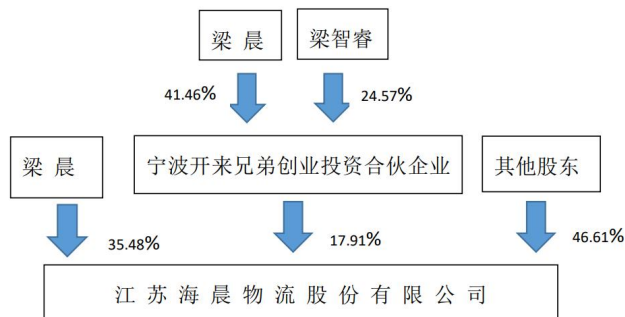 梁 晨
梁智睿
41.46%
24.57%
梁 晨
宁波开来兄弟创业投资合伙企业
其他股东
35.48%
17.91%
46.61%
江苏海晨物流股份有限公司